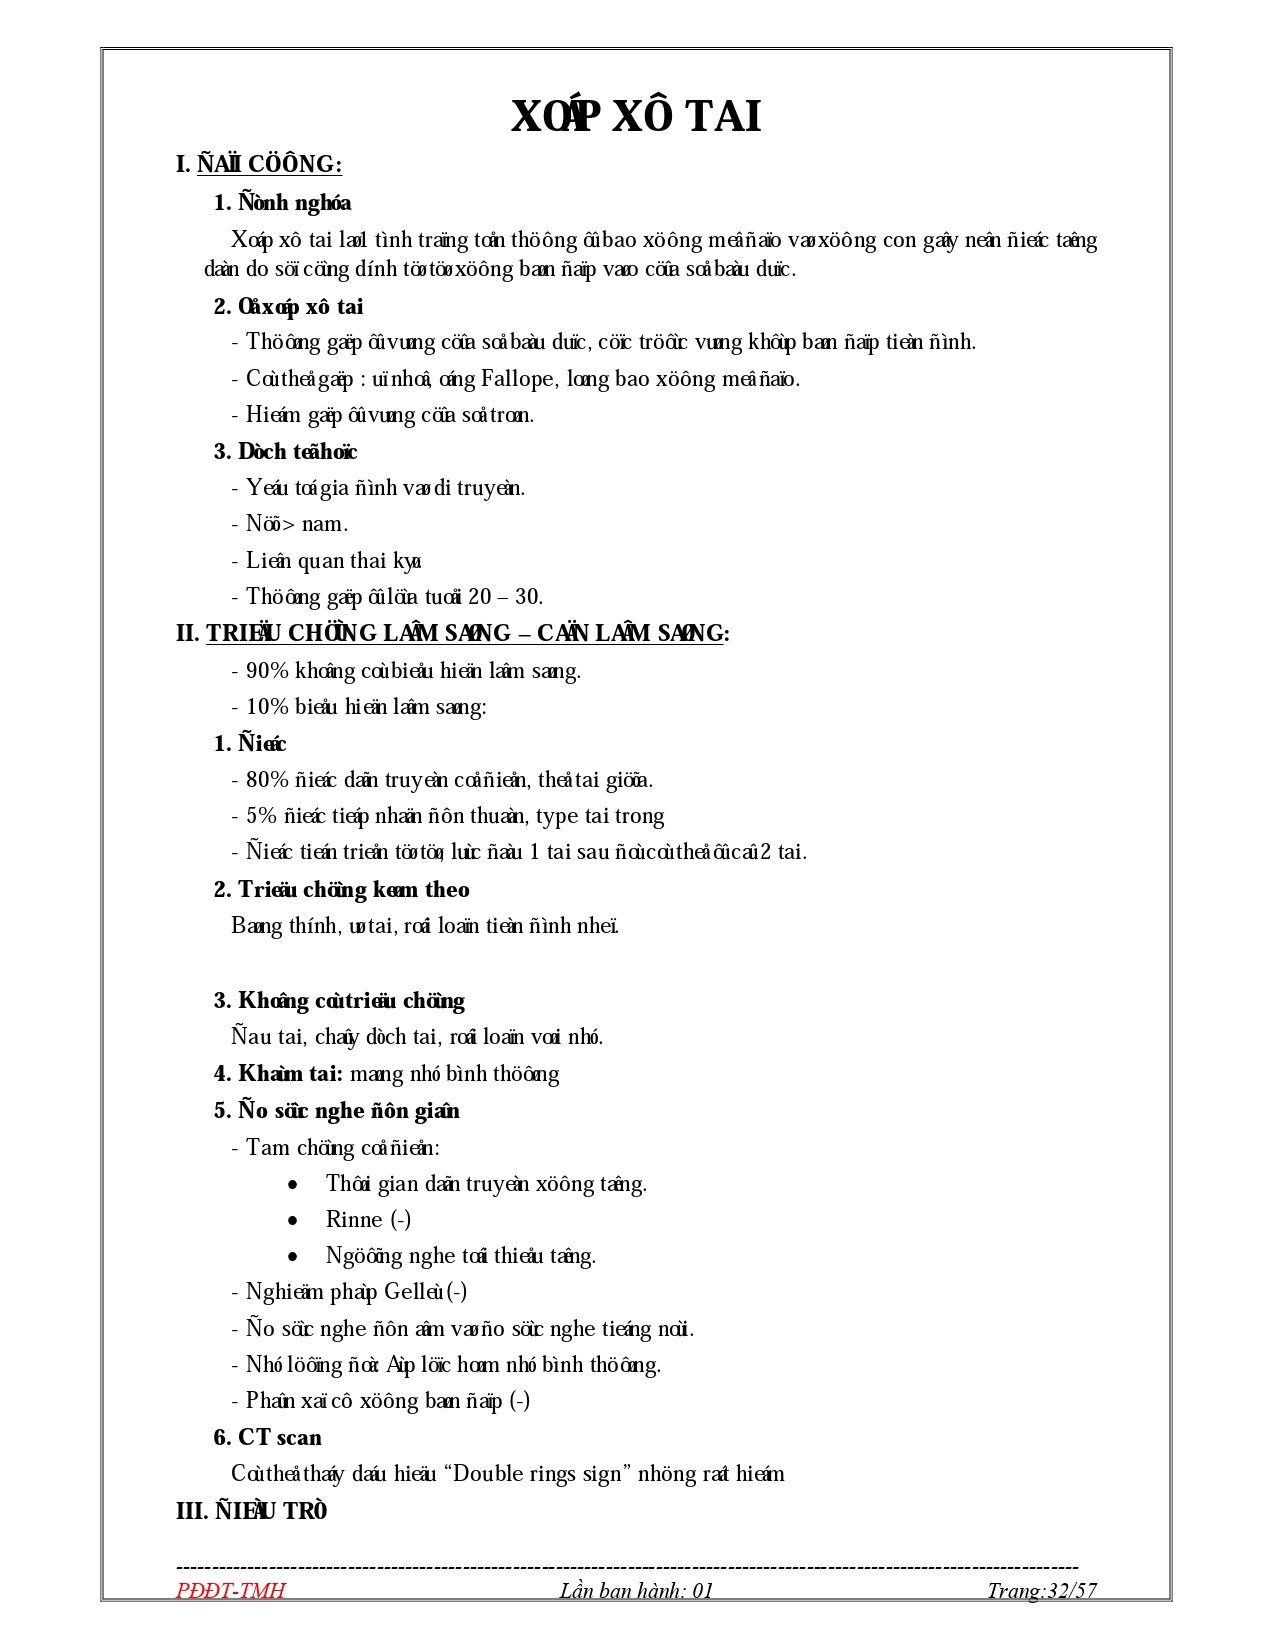 XOÁÁP XÔ TAI
I. ÑAÏI CÖÔNG:
1. Ñònh nghóa
Xoáp xô tai laø 1 tình traïng toån thöông ôû bao xöông meâ ñaïo vaø xöông con gaây neân ñieác taêng
daàn do söï cöùng dính töø töø xöông baøn ñaïp vaøo cöûa soå baàu duïc.
2. OÅ xoáp xô tai
- Thöôøng gaëp ôû vuøng cöûa soå baàu duïc, cöïc tröôùc vuøng khôùp baøn ñaïp tieàn ñình.
- Coù theå gaëp : uï nhoâ, oáng Fallope, loøng bao xöông meâ ñaïo.
- Hieám gaëp ôû vuøng cöûa soå troøn.
3. Dòch teã hoïc
- Yeáu toá gia ñình vaø di truyeàn.
- Nöõ > nam.
- Lieân quan thai kyø.
- Thöôøng gaëp ôû löùa tuoåi 20 – 30.
II. TRIEÄU CHÖÙNG LAÂM SAØNG – CAÄN LAÂM SAØNG:
- 90% khoâng coù bieåu hieän laâm saøng.
- 10% bieåu hieän laâm saøng:
1. Ñieác
- 80% ñieác daãn truyeàn coå ñieån, theå tai giöõa.
- 5% ñieác tieáp nhaän ñôn thuaàn, type tai trong
- Ñieác tieán trieån töø töø, luùc ñaàu 1 tai sau ñoù coù theå ôû caû 2 tai.
2. Trieäu chöùng keøm theo
Baøng thính, uø tai, roái loaïn tieàn ñình nheï.
3. Khoâng coù trieäu chöùng
Ñau tai, chaûy dòch tai, roái loaïn voøi nhó.
4. Khaùm tai: maøng nhó bình thöôøng
5. Ño söùc nghe ñôn giaûn
- Tam chöùng coå ñieån:
• Thôøi gian daãn truyeàn xöông taêng.
• Rinne (-)
• Ngöôõng nghe toái thieåu taêng.
- Nghieäm phaùp Gelleù (-)
- Ño söùc nghe ñôn aâm vaø ño söùc nghe tieáng noùi.
- Nhó löôïng ñoà: AÙp löïc hoøm nhó bình thöôøng.
- Phaûn xaï cô xöông baøn ñaïp (-)
6. CT scan
Coù theå thaáy daáu hieäu “Double rings sign” nhöng raát hieám
III. ÑIEÀU TRÒ
PĐĐT-TMH Lần ban hành: 01 Trang:32/57